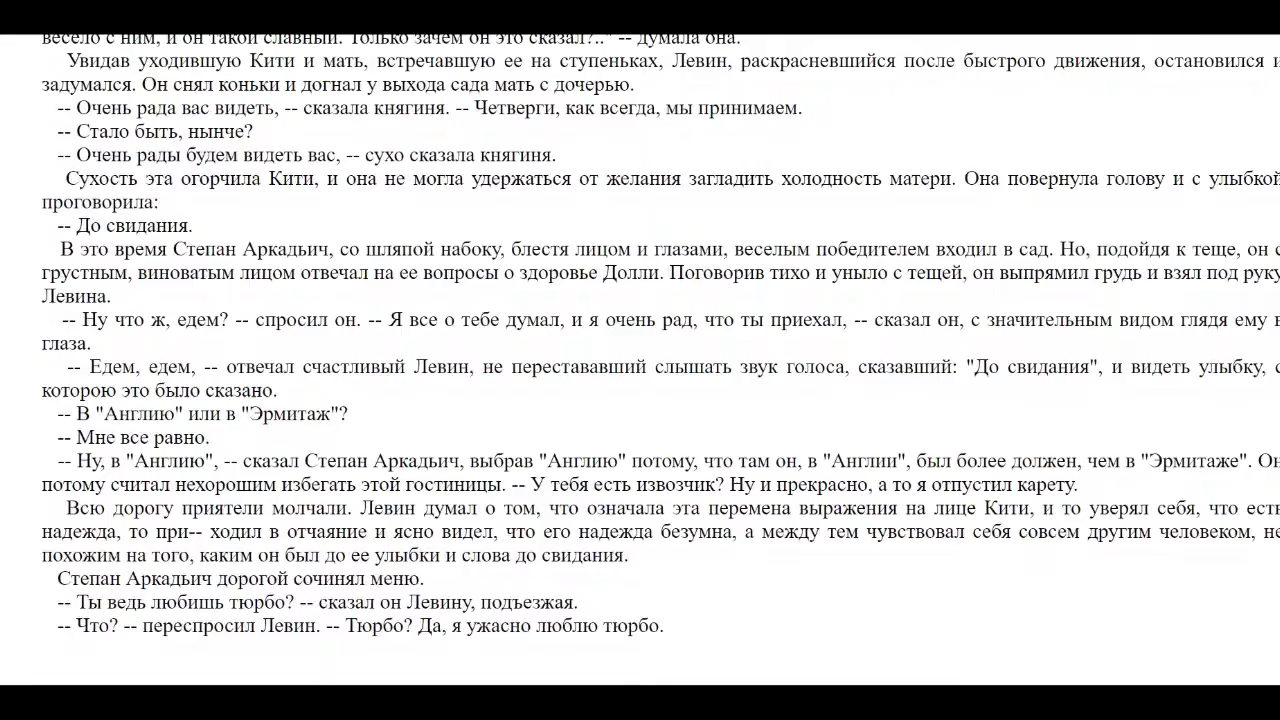 весело с ним, и он такой славный. Только зачем он это сказал?.." -- думала она.
Увидав уходившую Кити и мать, встречавшую ее на ступеньках, Левин, раскрасневшийся после быстрого движения, остановился и
задумался. Он снял коньки и догнал у выхода сада мать с дочерью.
-- Очень рада вас видеть, -- сказала княгиня. -- Четверги, как всегда, мы принимаем.
-- Стало быть, нынче?
-- Очень рады будем видеть вас, -- сухо сказала княгиня.
Сухость эта огорчила Кити, и она не могла удержаться от желания загладить холодность матери. Она повернула голову и с улыбкой
проговорила:
-- До свидания.
В это время Степан Аркадьич, со шляпой набоку, блестя лицом и глазами, веселым победителем входил в сад. Но, подойдя к теще, он с
грустным, виноватым лицом отвечал на ее вопросы о здоровье Долли. Поговорив тихо и уныло с тещей, он выпрямил грудь и взял под руку
Левина.
-- Ну что ж, едем? -- спросил он. -- Я все о тебе думал, и я очень рад, что ты приехал, -- сказал он, с значительным видом глядя ему в
глаза.
-- Едем, едем, -- отвечал счастливый Левин, не перестававший слышать звук голоса, сказавший: "До свидания", и видеть улыбку, с
которою это было сказано.
-- В "Англию" или в "Эрмитаж"?
-- Мне все равно.
-- Ну, в "Англию", -- сказал Степан Аркадьич, выбрав "Англию" потому, что там он, в "Англии", был более должен, чем в "Эрмитаже". Он
потому считал нехорошим избегать этой гостиницы. -- У тебя есть извозчик? Ну и прекрасно, а то я отпустил карету.
Всю дорогу приятели молчали. Левин думал о том, что означала эта перемена выражения на лице Кити, и то уверял себя, что есть
надежда, то при-- ходил в отчаяние и ясно видел, что его надежда безумна, а между тем чувствовал себя совсем другим человеком, не
похожим на того, каким он был до ее улыбки и слова до свидания.
Степан Аркадьич дорогой сочинял меню.
-- Ты ведь любишь тюрбо? -- сказал он Левину, подъезжая.
-- Что? -- переспросил Левин. -- Тюрбо? Да, я ужасно люблю тюрбо.